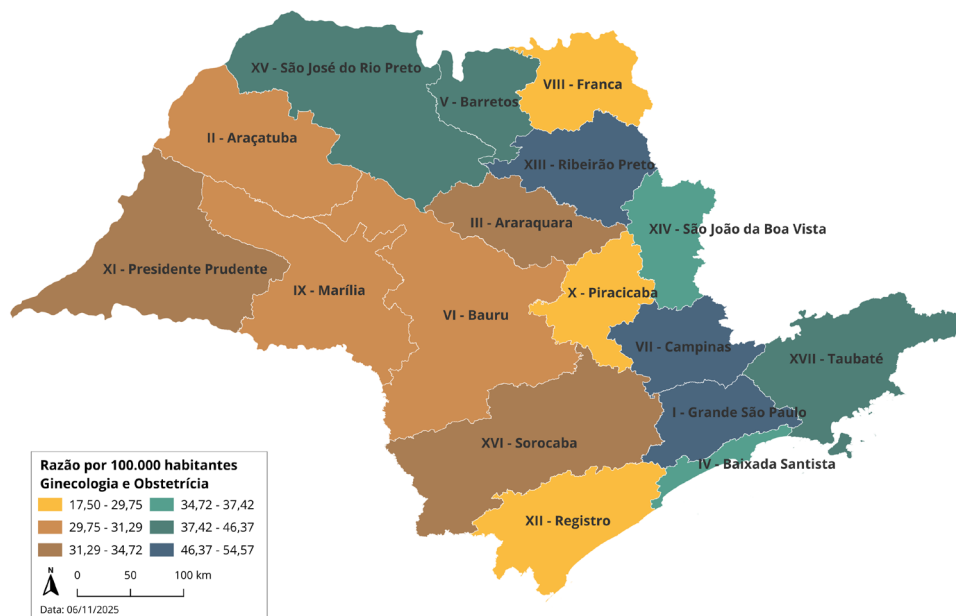 XV - São José do Rio Preto
V - Barretos
VIII - Franca
II - Araçatuba
XIII - Ribeirão Preto
III - Araraquara
XIV - São João da Boa Vista
XI - Presidente Prudente
IX - Marília
X - Piracicaba
VI - Bauru
VII - Campinas
XVII - Taubaté
I - Grande São Paulo
XVI - Sorocaba
IV - Baixada Santista
XII - Registro
Razão por 100.000 habitantes
Ginecologia e Obstetrícia
17,50 - 29,75
34,72 - 37,42
29,75 - 31,29
37,42 - 46,37
31,29 - 34,72
46,37 - 54,57
N
0 50 100 km
Data: 06/11/2025